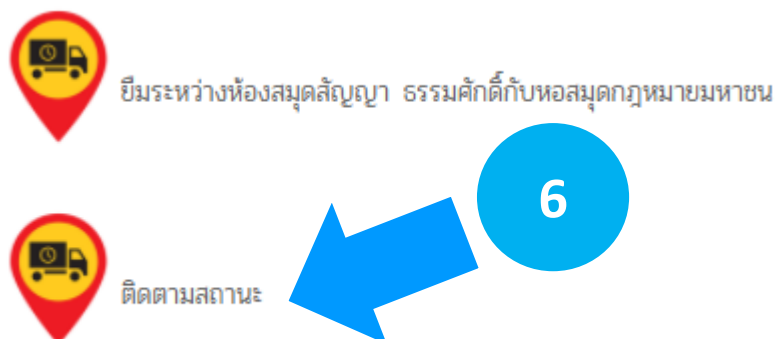 ยืมระหว่างห้องสมุดสัญญา ธรรมศักดิ์กับหอสมุดกฎหมายมหาชน
6
ติดตามสถานะ